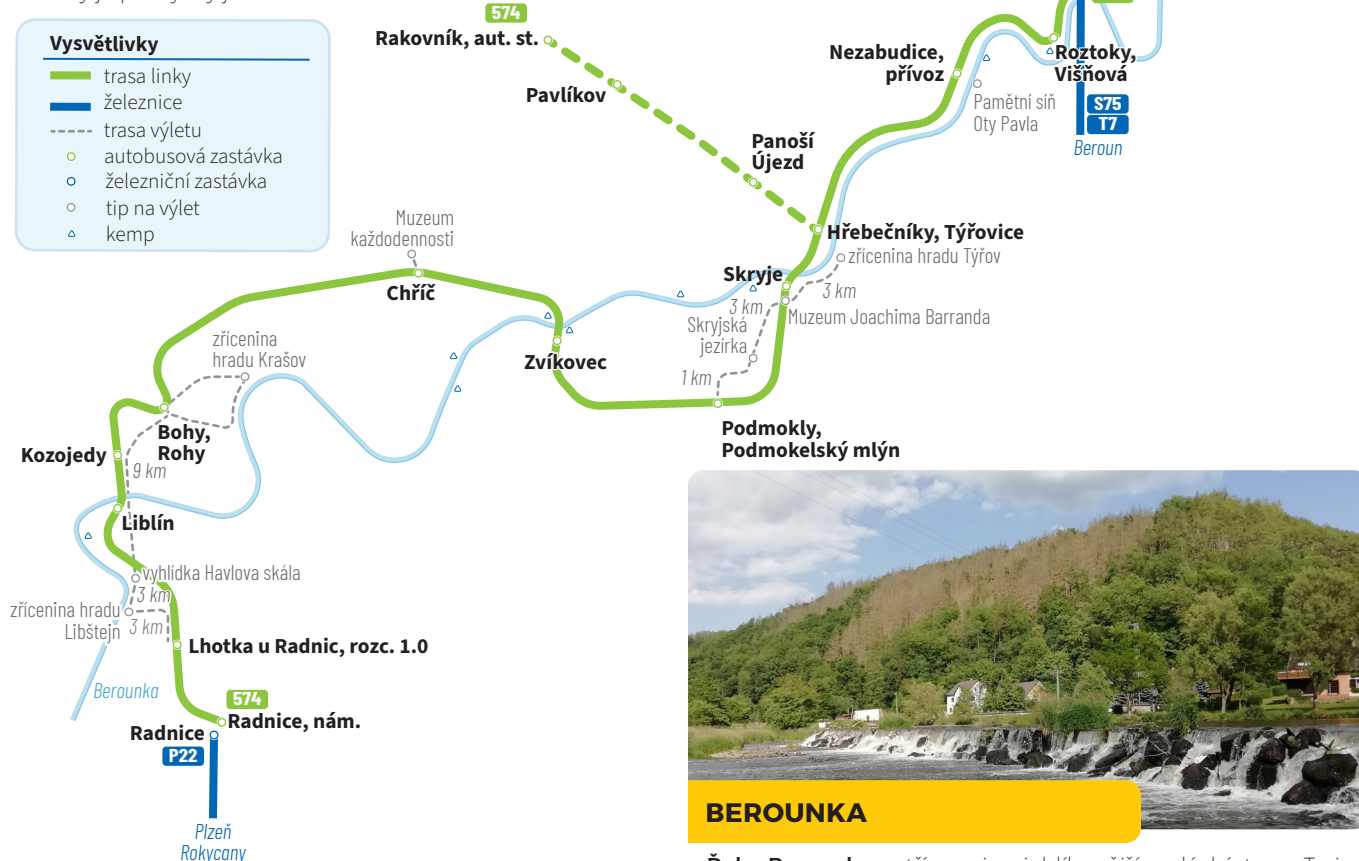 Vysvětlivky
trasa linky
železnice
trasa výletu
autobusová zastávka
železniční zastávka
tip na výlet
kemp
574
Rakovník, aut. st.
Pavlíkov
Panoší
Újezd
Nezabudice,
přívoz
Roztoky,
Višňová
Pamětní síň
Oty Pavla
S75
T7
Beroun
Hřebečníky, Týřovice
zřícenina hradu Týřov
Skryje
3 km
3 km
Muzeum Joachima Barranda
Skryjská
jezírka
1 km
Podmokly,
Podmokelský mlýn
Muzeum
každodennosti
Chříč
Zvíkovec
zřícenina
hradu Krašov
Bohy,
Rohy
Kozojedy
9 km
Liblín
vyhlídka Havlova skála
3 km
zřícenina hradu
Libštejn
3 km
Lhotka u Radnic, rozc. 1.0
Berounka
574
Radnice, nám.
Radnice
P22
Plzeň
Rokycany
BEROUNKA